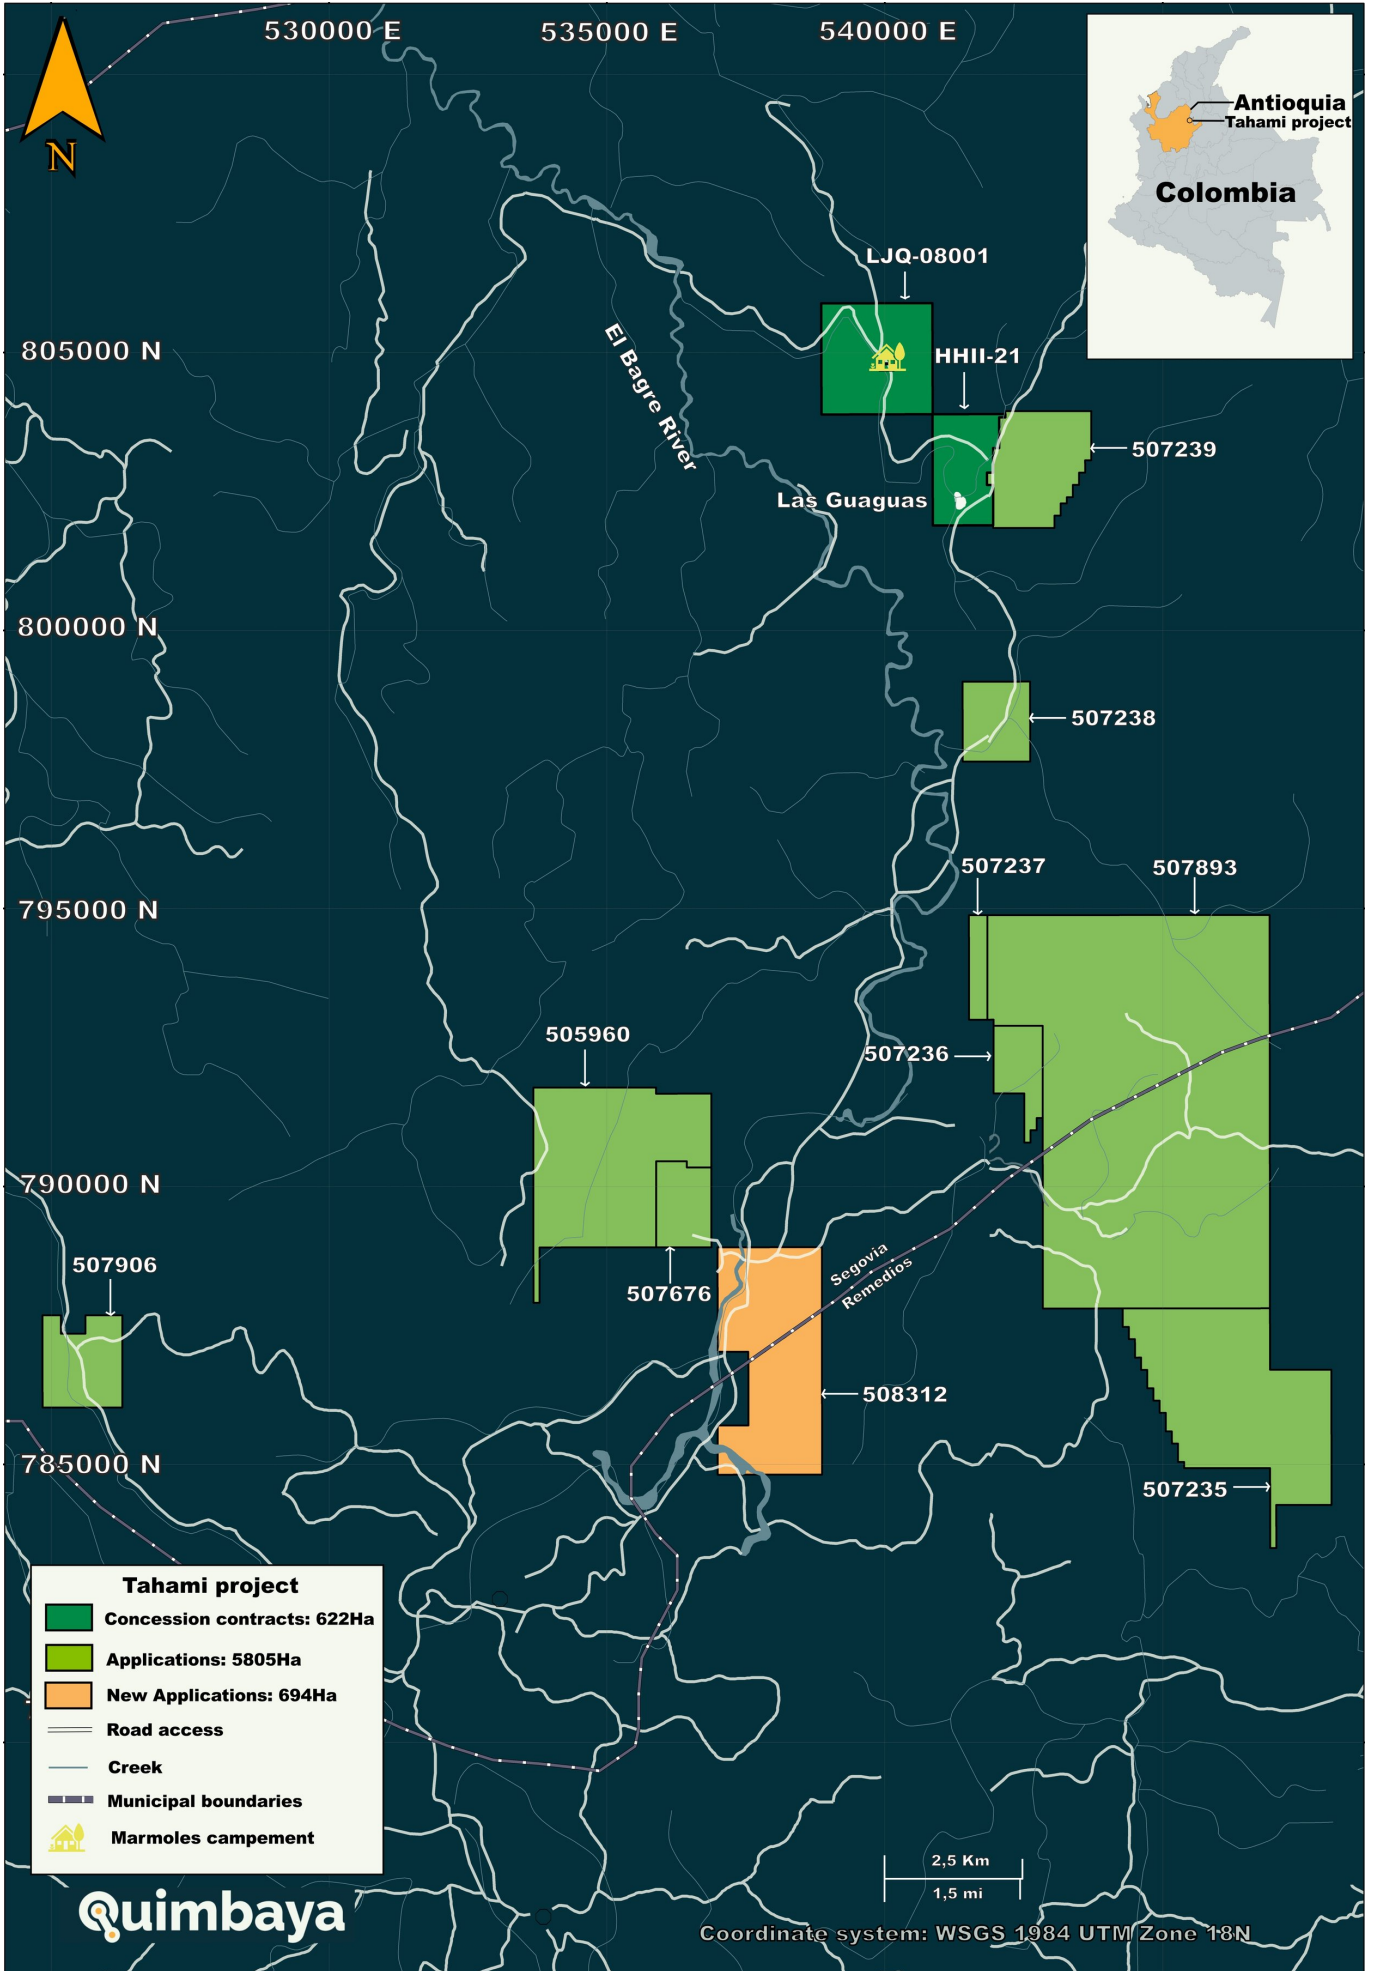 530000 E
535000 E
540000 E
N
Antioquia
Tahami project
Colombia
LJQ-08001
805000 N
HHII-21
El Bagre River
507239
Las Guaguas
800000 N
507238
507237
507893
795000 N
505960
507236
790000 N
507906
507676
Segovia
Remedios
508312
785000 N
507235
Tahami project
Concession contracts: 622Ha
Applications: 5805Ha
New Applications: 694Ha
Road access
Creek
Municipal boundaries
Marmoles campement
2,5 Km
1,5 mi
Quimbaya
Coordinate system: WSGS 1984 UTM Zone 18N